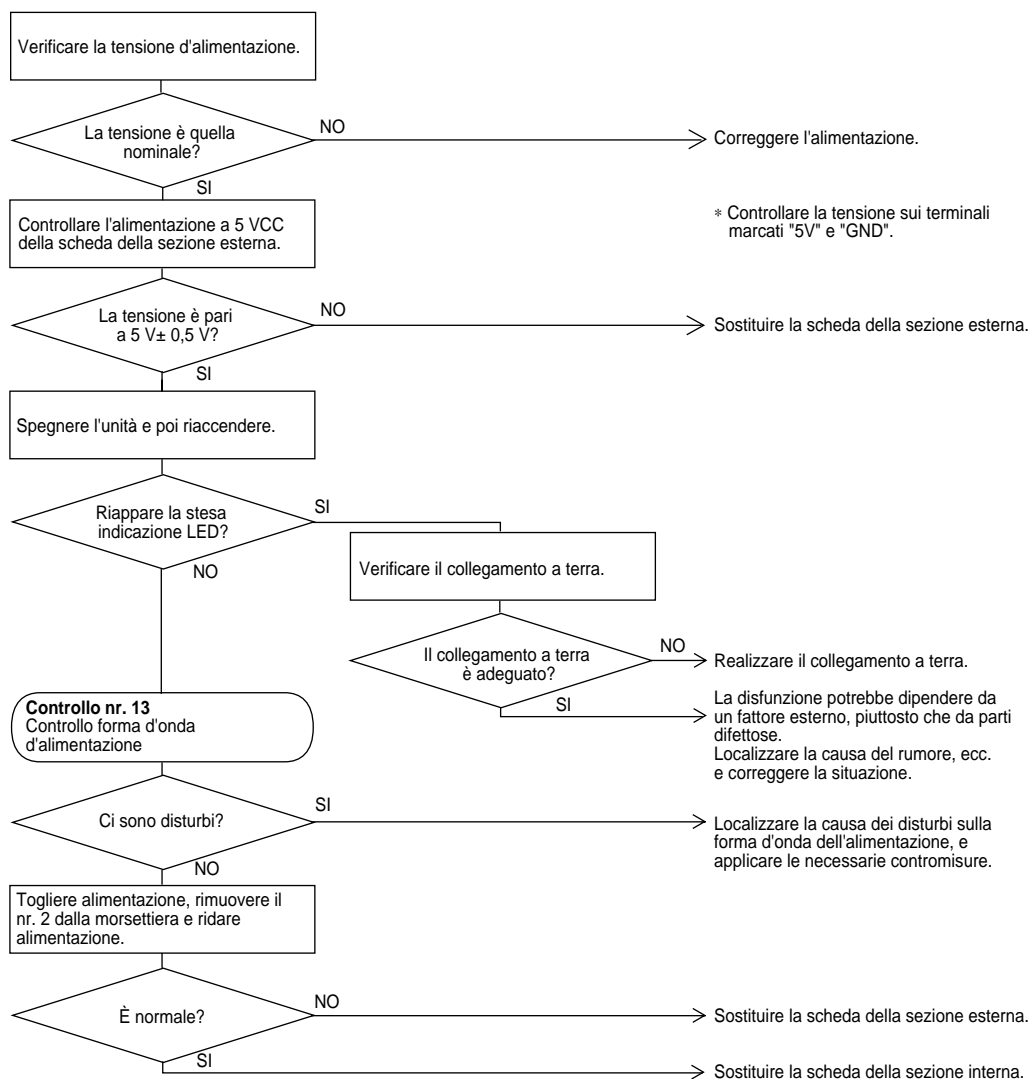 Verificare la tensione d'alimentazione.
La tensione è quella
nominale?
NO
Correggere l'alimentazione.
SI
Controllare l'alimentazione a 5 VCC
della scheda della sezione esterna.
* Controllare la tensione sui terminali
marcati "5V" e "GND".
La tensione è pari
a 5 V± 0,5 V?
NO
Sostituire la scheda della sezione esterna.
SI
Spegnere l'unità e poi riaccendere.
Riappare la stesa
indicazione LED?
SI
NO
Verificare il collegamento a terra.
Il collegamento a terra
è adeguato?
NO
Realizzare il collegamento a terra.
SI
La disfunzione potrebbe dipendere da
un fattore esterno, piuttosto che da parti
difettose.
Localizzare la causa del rumore, ecc.
e correggere la situazione.
Controllo nr. 13
Controllo forma d'onda
d'alimentazione
Ci sono disturbi?
SI
Localizzare la causa dei disturbi sulla
forma d'onda dell'alimentazione, e
applicare le necessarie contromisure.
NO
Togliere alimentazione, rimuovere il
nr. 2 dalla morsettiera e ridare
alimentazione.
È normale?
NO
Sostituire la scheda della sezione esterna.
SI
Sostituire la scheda della sezione interna.